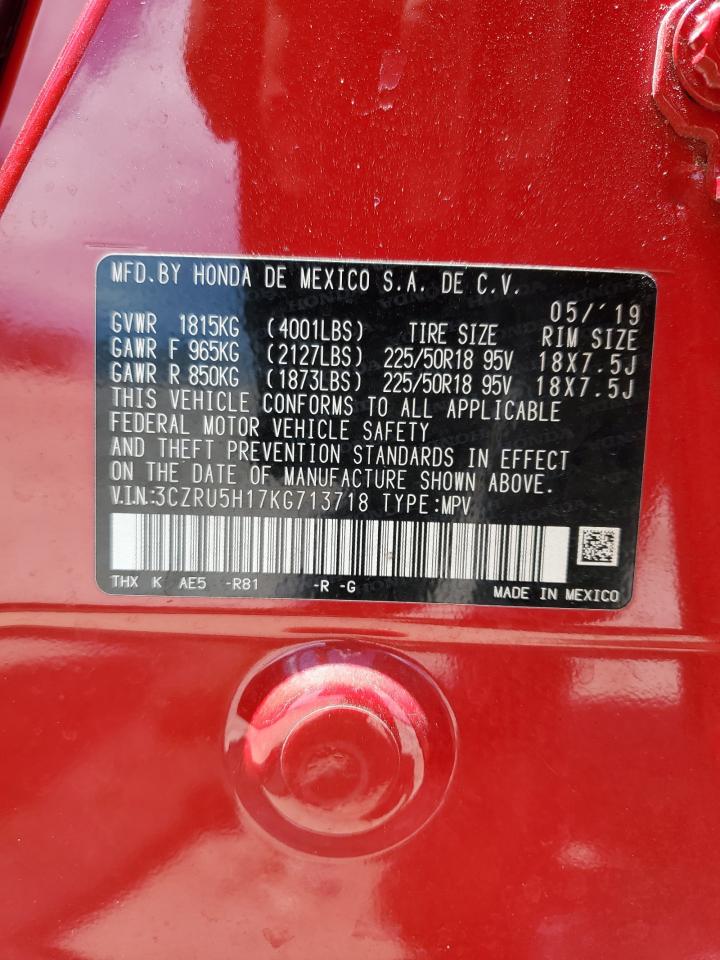 MFD.BY HONDA DE MEXICO S.A. DE C.V.
05/'19
GVWR 1815KG (4001LBS) TIRE SIZE RIM SIZE
GAWR F 965KG (2127LBS) 225/50R18 95V 18X7.5J
GAWR R 850KG (1873LBS) 225/50R18 95V 18X7.5J
THIS VEHICLE CONFORMS TO ALL APPLICABLE
FEDERAL MOTOR VEHICLE SAFETY
AND THEFT PREVENTION STANDARDS IN EFFECT
ON THE DATE OF MANUFACTURE SHOWN ABOVE.
V.I.N.:3CZRU5H17KG713718 TYPE:MPV
THX K AE5 -R81 -R -G MADE IN MEXICO